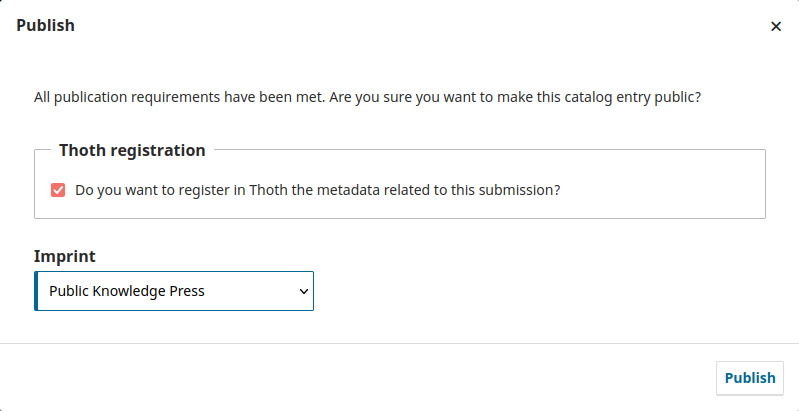 Publish
All publication requirements have been met. Are you sure you want to make this catalog entry public?
Thoth registration
Do you want to register in Thoth the metadata related to this submission?
Imprint
Public Knowledge Press
Publish